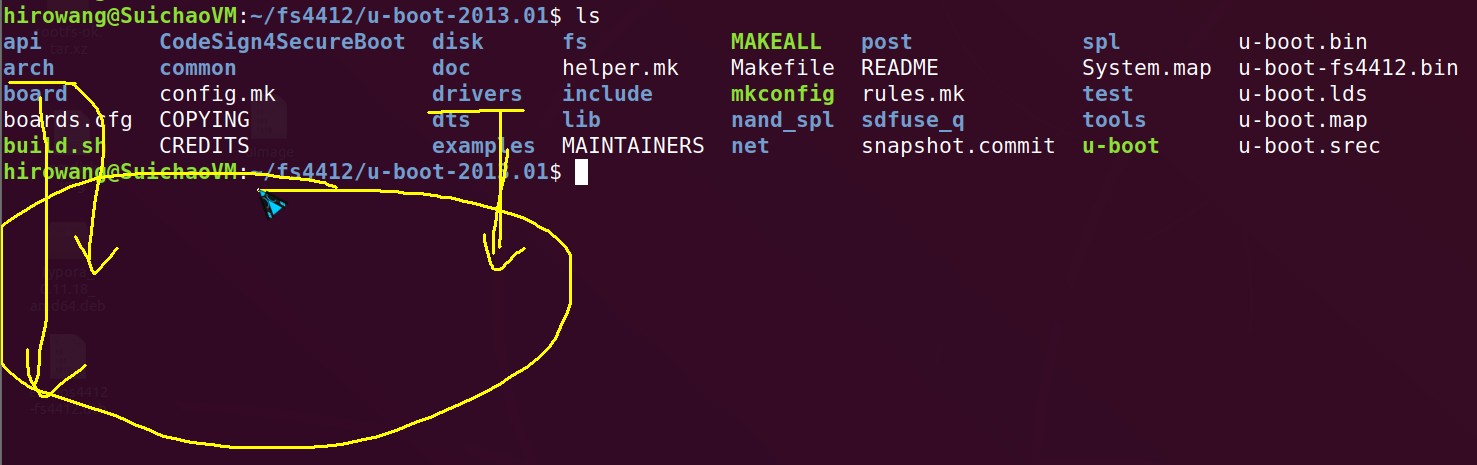 hirowang@SuichaoVM:~/fs4412/u-boot-2013.01$ ls
api CodeSign4SecureBoot disk fs MAKEALL post spl u-boot.bin
arch common doc helper.mk Makefile README System.map u-boot-fs4412.bin
board config.mk drivers include mkconfig rules.mk test u-boot.lds
boards.cfg COPYING dts lib nand_spl sdfuse_q tools u-boot.map
build.sh CREDITS examples MAINTAINERS net snapshot.commit u-boot u-boot.srec
hirowang@SuichaoVM:~/fs4412/u-boot-2013.01$